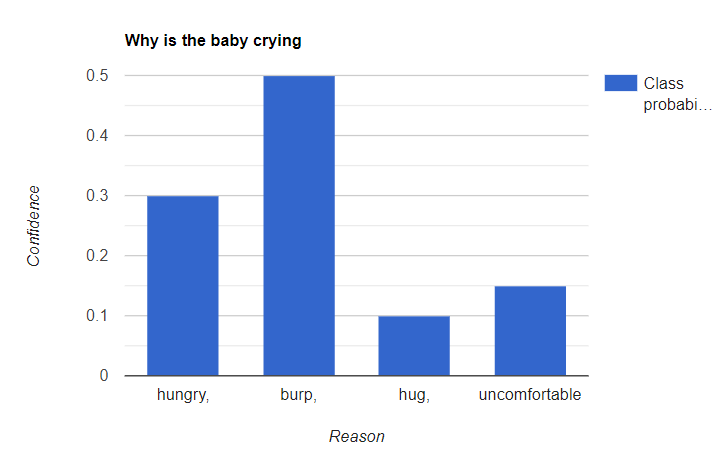 Why is the baby crying
0.5
0.4
0.3
0.2
0.1
0
Confidence
hungry,
burp,
hug,
uncomfortable
Reason
Class
probabi…